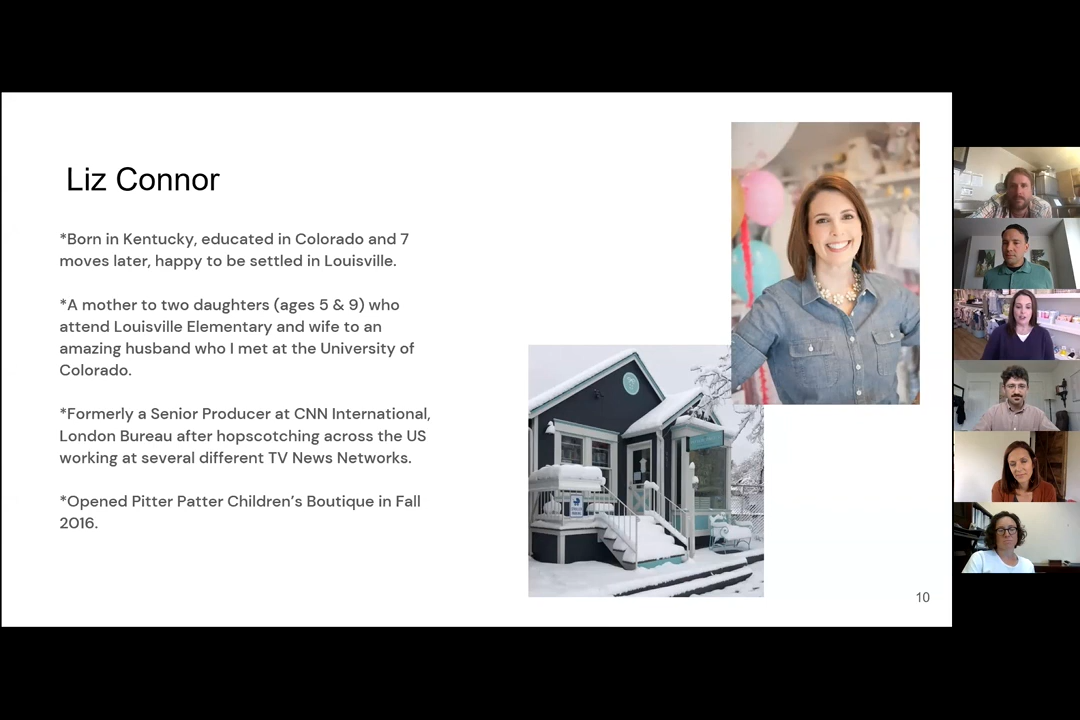 Liz Connor
*Born in Kentucky, educated in Colorado and 7
moves later, happy to be settled in Louisville.
*A mother to two daughters (ages 5 & 9) who
attend Louisville Elementary and wife to an
amazing husband who I met at the University of
Colorado.
*Formerly a Senior Producer at CNN International,
London Bureau after hopscotching across the US
working at several different TV News Networks.
*Opened Pitter Patter Children’s Boutique in Fall
2016.
10